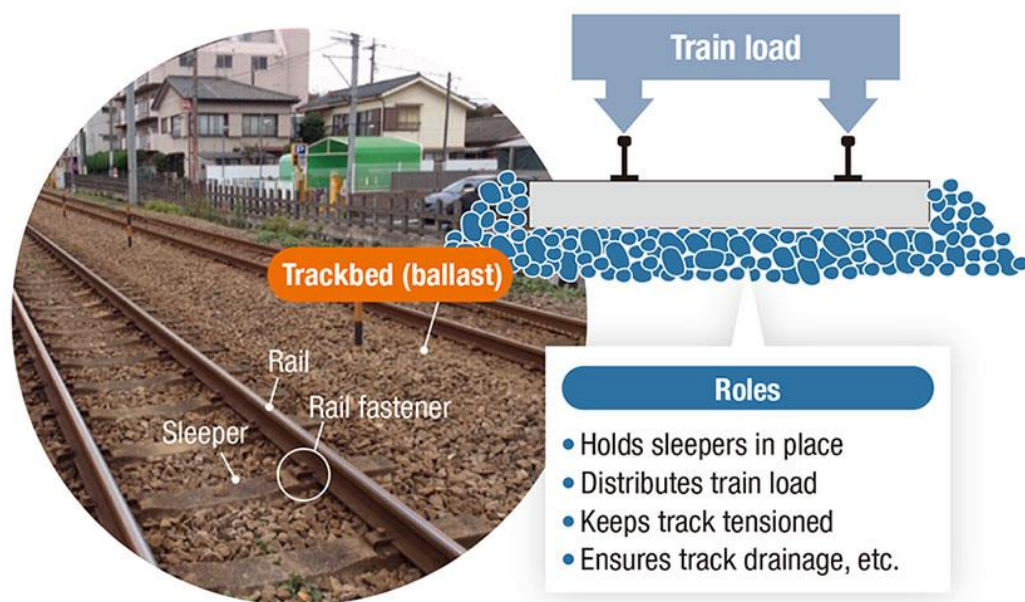 Train load
Trackbed (ballast)
Rail
Rail fastener
Sleeper
Roles
• Holds sleepers in place
• Distributes train load
• Keeps track tensioned
• Ensures track drainage, etc.